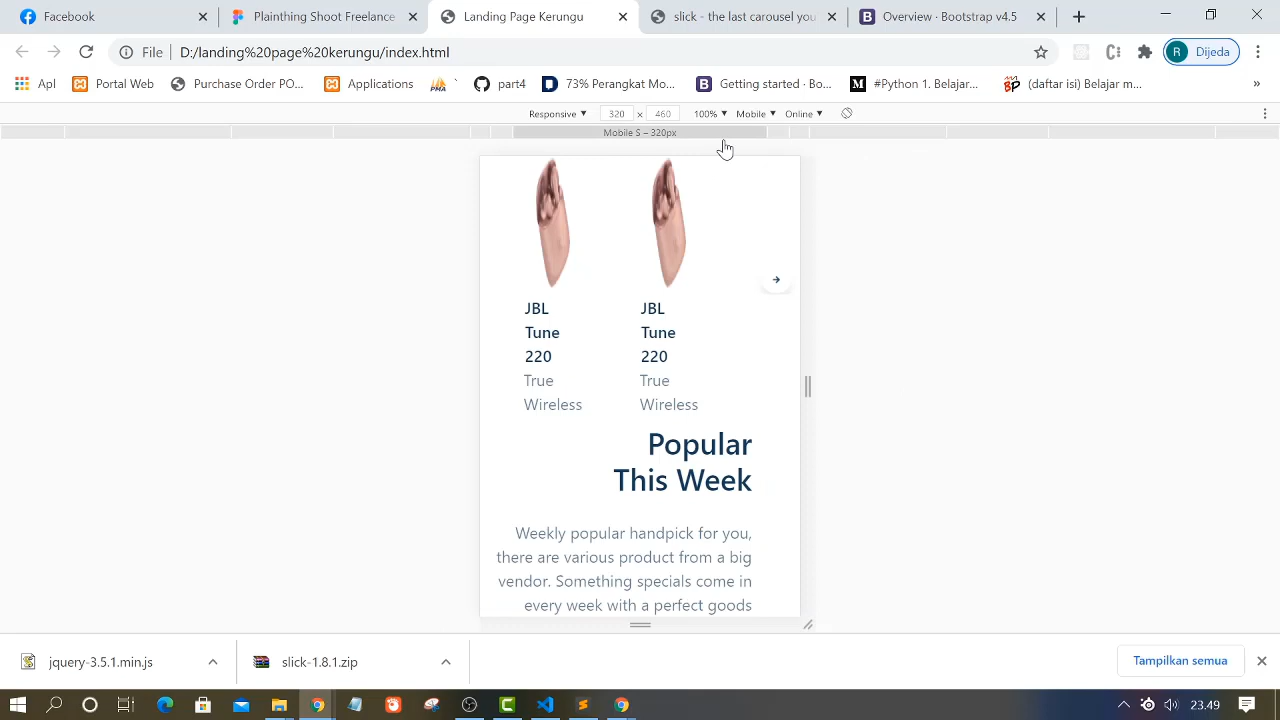 Facebook
Plainthing Shoot Freelance
Landing Page Kerungu
slick - the last carousel you
Overview · Bootstrap v4.5
File
D:/landing%20page%20kerungu/index.html
R
Dijeda
Apl
Portal Web
Purchase Order PO...
Applications
PMA
part4
73% Perangkat Mo...
Getting started · Bo...
#Python 1. Belajar...
(daftar isi) Belajar m...
»
Responsive ▼
320
x
460
100% ▼
Mobile ▼
Online ▼
Mobile S – 320px
JBL
Tune
220
True
Wireless
JBL
Tune
220
True
Wireless
Popular
This Week
Weekly popular handpick for you,
there are various product from a big
vendor. Something specials come in
every week with a perfect goods
jquery-3.5.1.min.js
slick-1.8.1.zip
Tampilkan semua
23.49